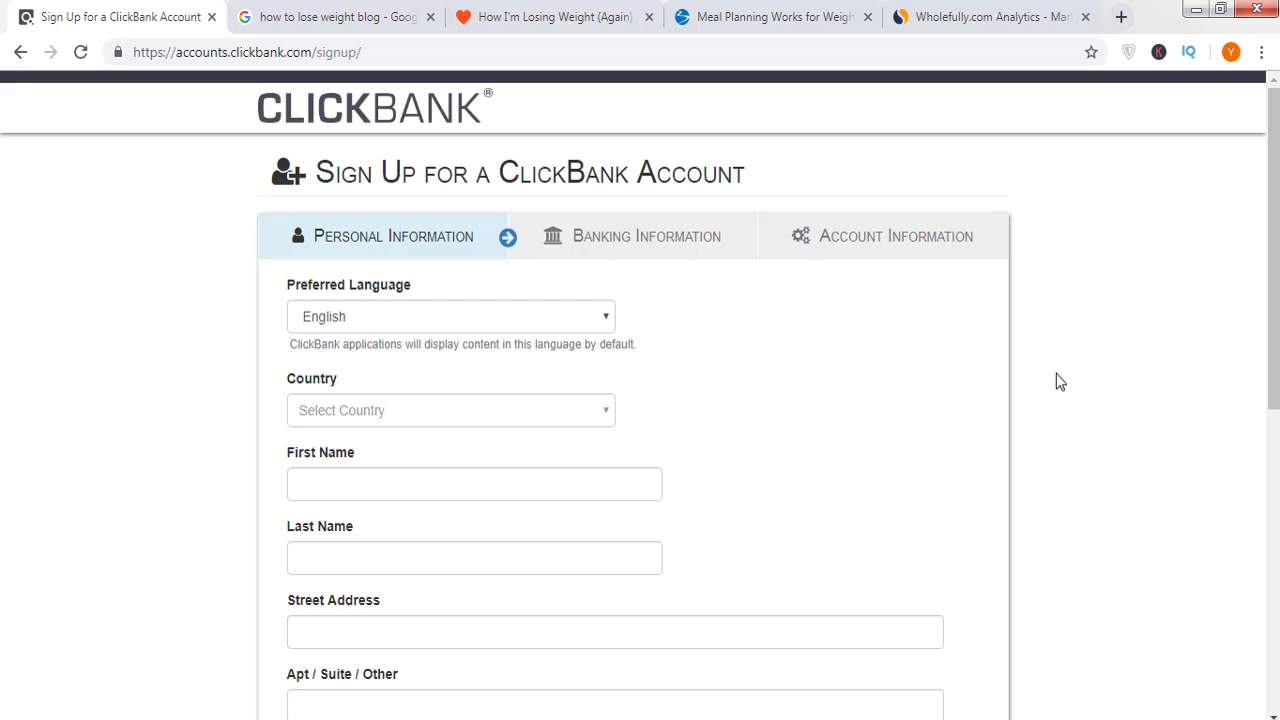 Sign Up for a ClickBank Account
how to lose weight blog - Goog
How I'm Losing Weight (Again)
Meal Planning Works for Weigh
Wholefully.com Analytics - Mark
https://accounts.clickbank.com/signup/
K
IQ
Y
CLICKBANK®
Sign Up for a ClickBank Account
Personal Information
Banking Information
Account Information
Preferred Language
English
ClickBank applications will display content in this language by default.
Country
Select Country
First Name
Last Name
Street Address
Apt / Suite / Other